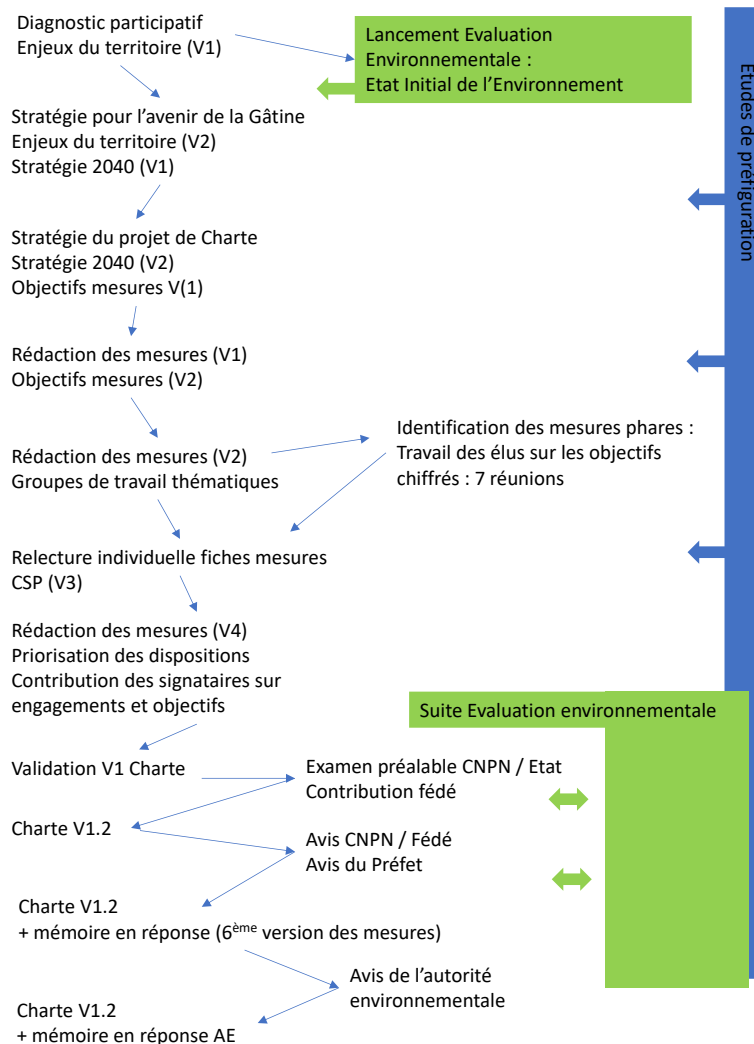 Diagnostic participatif
Enjeux du territoire (V1)
Lancement Evaluation
Environnementale :
Etat Initial de l'Environnement
Etudes de préfiguration
Stratégie pour l'avenir de la Gâtine
Enjeux du territoire (V2)
Stratégie 2040 (V1)
Stratégie du projet de Charte
Stratégie 2040 (V2)
Objectifs mesures V(1)
Rédaction des mesures (V1)
Objectifs mesures (V2)
Rédaction des mesures (V2)
Groupes de travail thématiques
Identification des mesures phares :
Travail des élus sur les objectifs
chiffrés : 7 réunions
Relecture individuelle fiches mesures
CSP (V3)
Rédaction des mesures (V4)
Priorisation des dispositions
Contribution des signataires sur
engagements et objectifs
Suite Evaluation environnementale
Validation V1 Charte
Examen préalable CNPN / Etat
Contribution fédé
Charte V1.2
Avis CNPN / Fédé
Avis du Préfet
Charte V1.2
+ mémoire en réponse (6ème version des mesures)
Avis de l'autorité
environnementale
Charte V1.2
+ mémoire en réponse AE